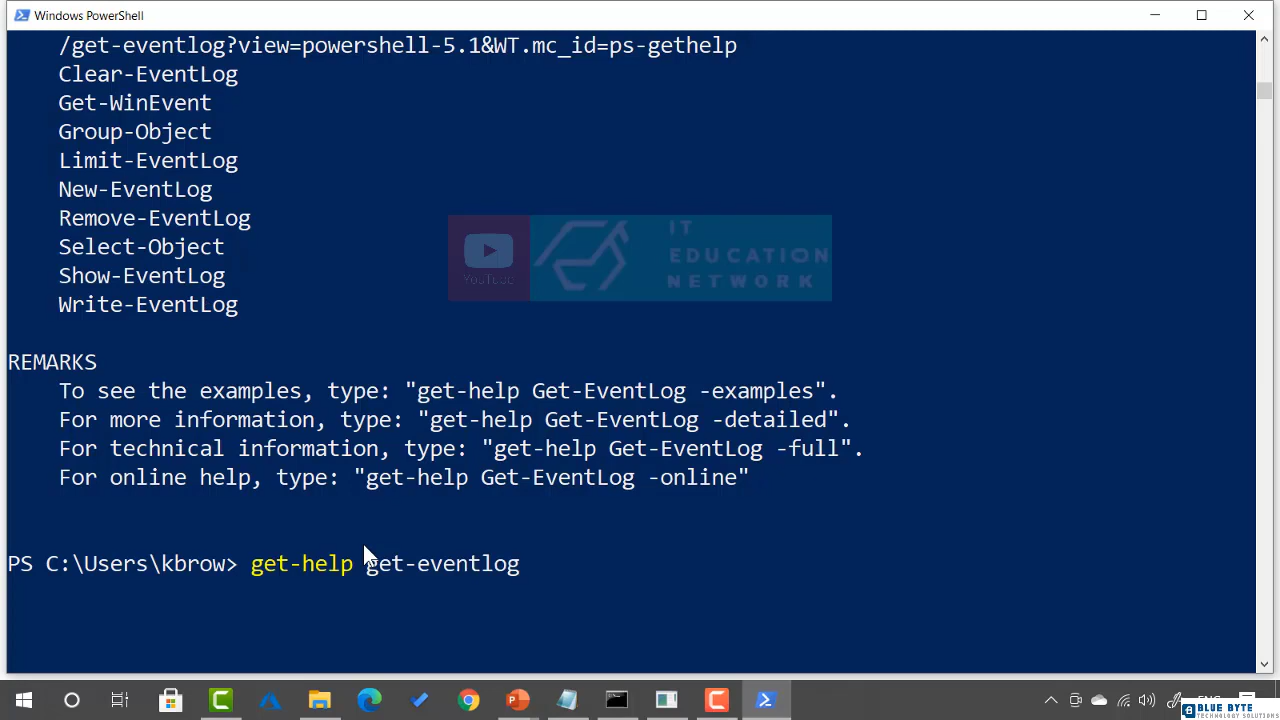 Windows PowerShell
/get-eventlog?view=powershell-5.1&WT.mc_id=ps-gethelp
Clear-EventLog
Get-WinEvent
Group-Object
Limit-EventLog
New-EventLog
Remove-EventLog
Select-Object
Show-EventLog
Write-EventLog
YouTube
IT
EDUCATION
NETWORK
REMARKS
To see the examples, type: "get-help Get-EventLog -examples".
For more information, type: "get-help Get-EventLog -detailed".
For technical information, type: "get-help Get-EventLog -full".
For online help, type: "get-help Get-EventLog -online"
PS C:\Users\kbrow> get-help get-eventlog
ENG
BLUE BYTE
TECHNOLOGY SOLUTIONS